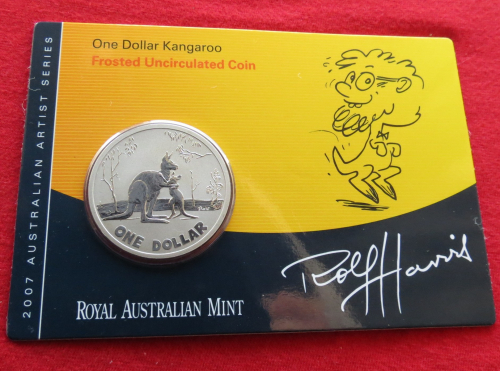 One Dollar Kangaroo
Frosted Uncirculated Coin
2007 AUSTRALIAN ARTIST SERIES
ONE DOLLAR
Rolf Harris
ROYAL AUSTRALIAN MINT